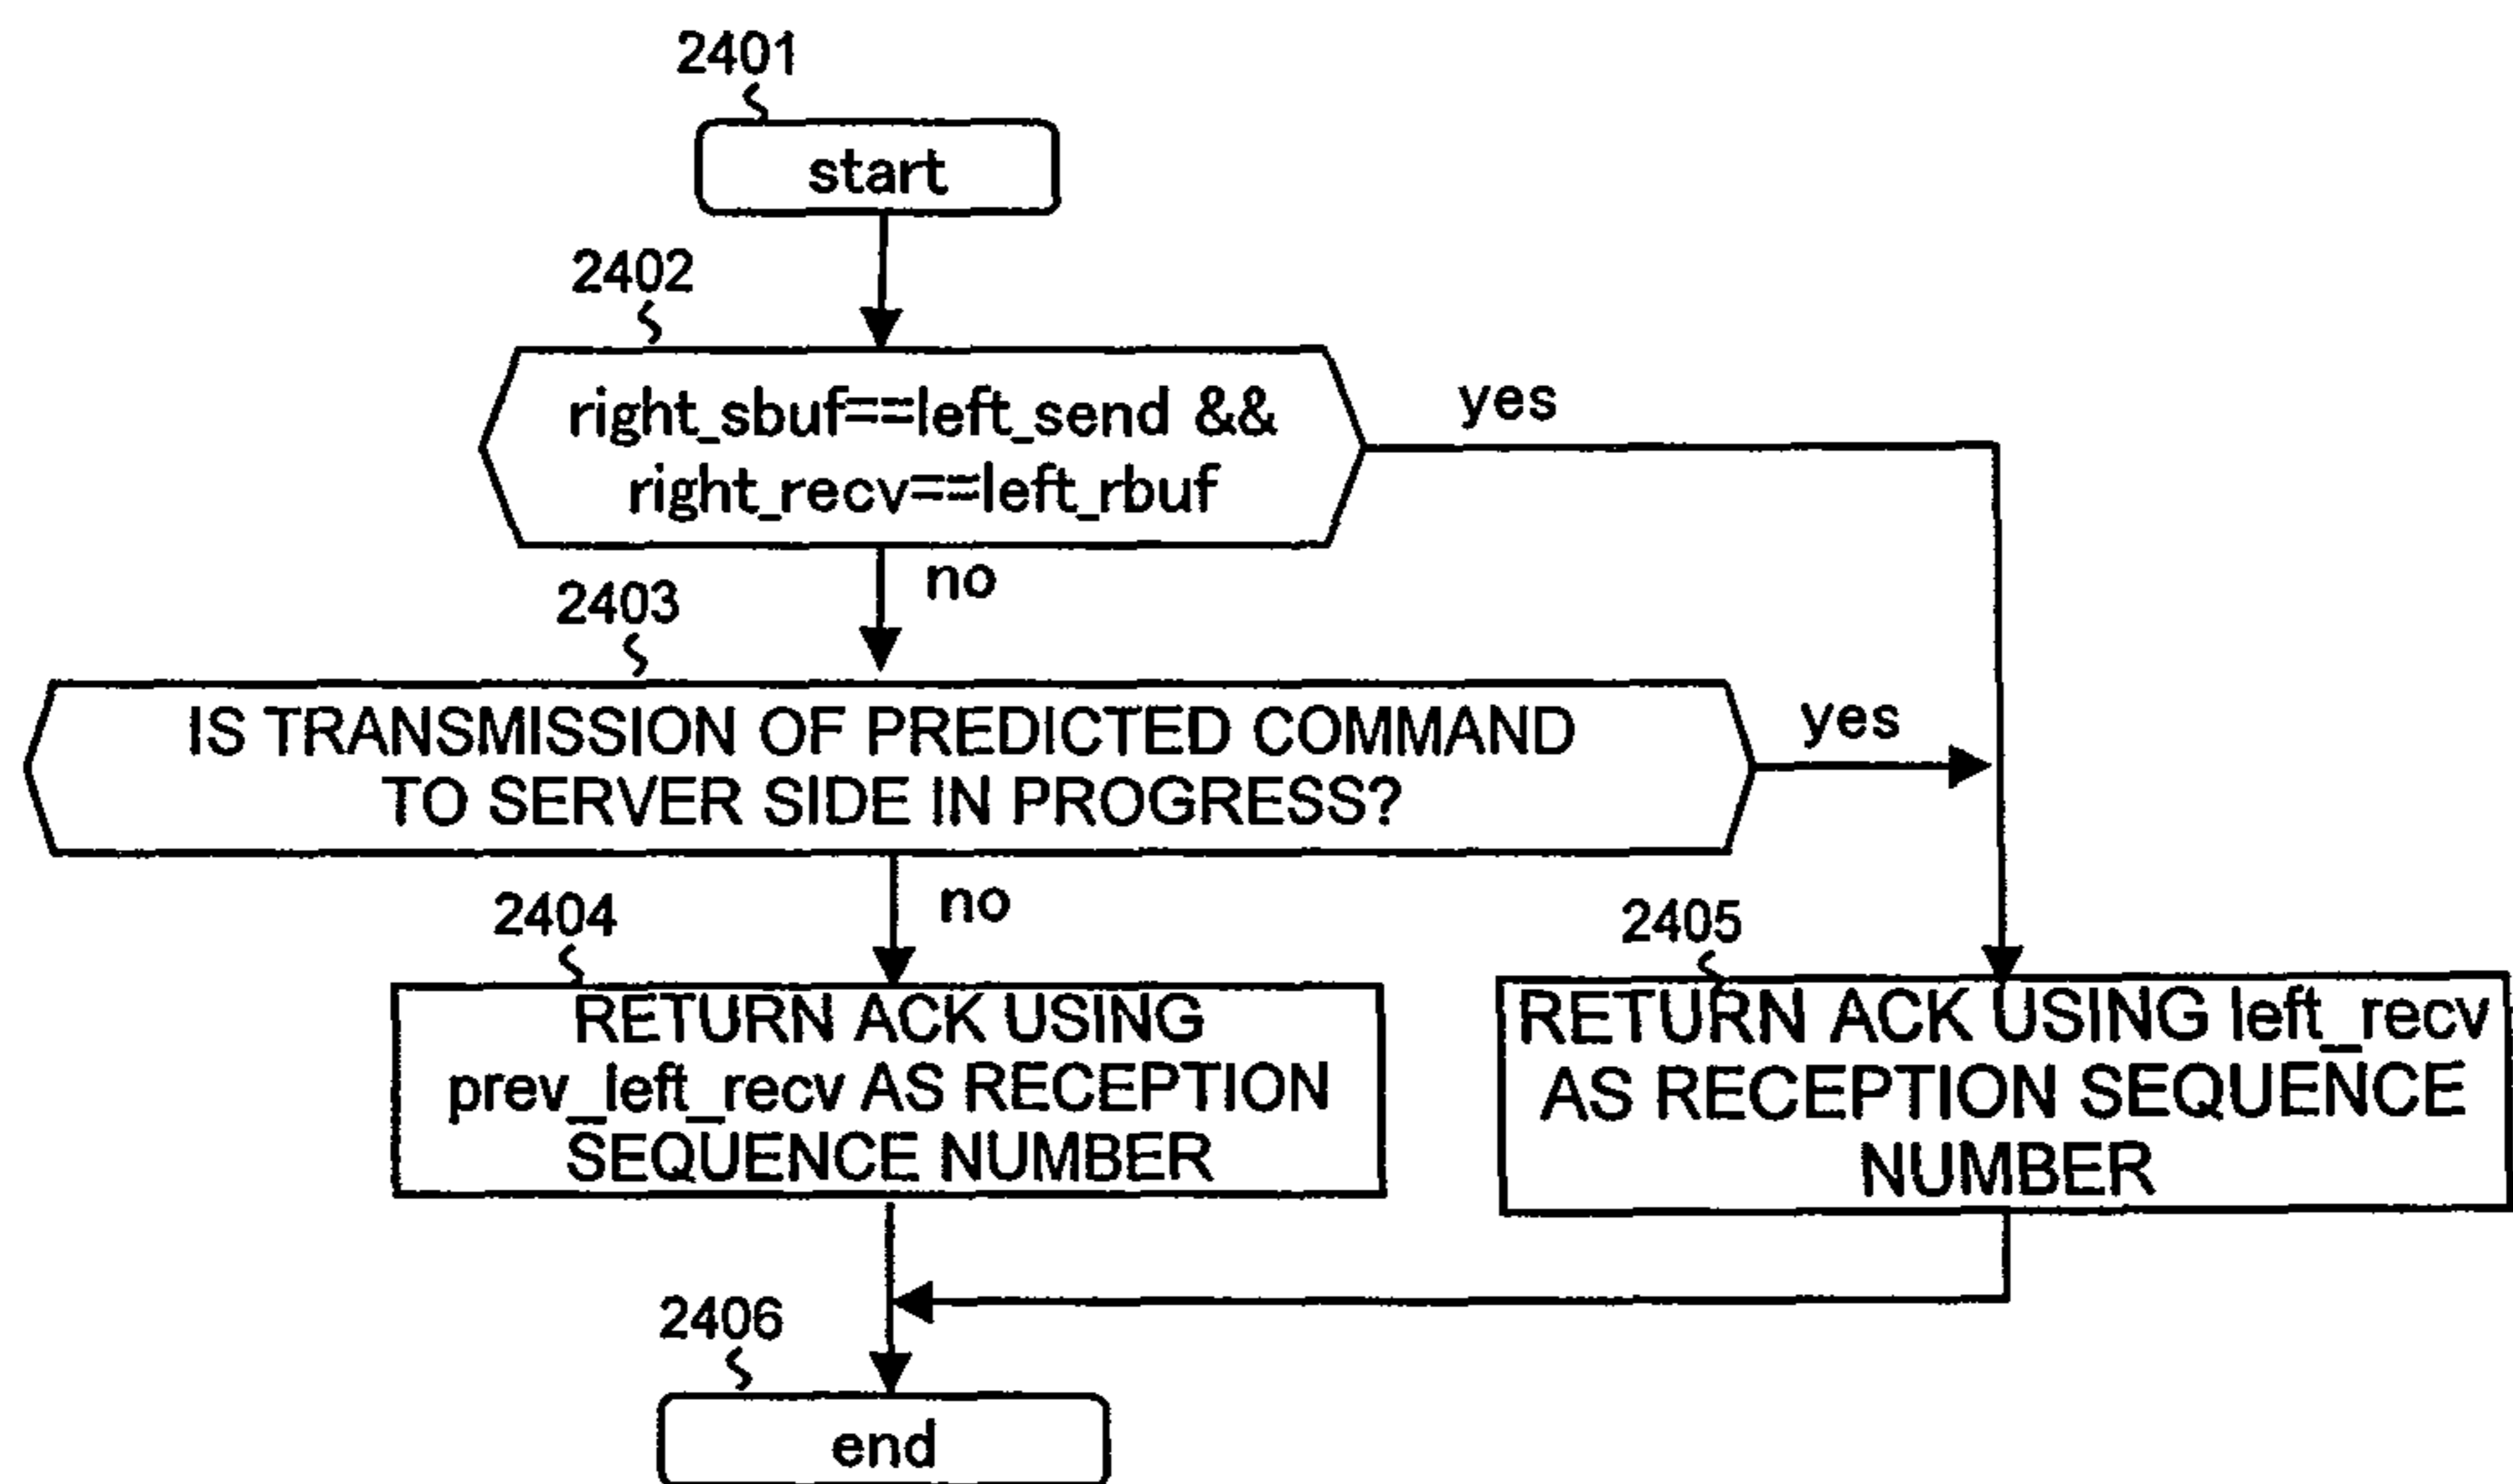 2401
start
2402
right_sbuf==left_send &&
right_recv==left_rbuf
yes
no
2403
IS TRANSMISSION OF PREDICTED COMMAND
TO SERVER SIDE IN PROGRESS?
yes
no
2404
RETURN ACK USING
prev_left_recv AS RECEPTION
SEQUENCE NUMBER
2405
RETURN ACK USING left_recv
AS RECEPTION SEQUENCE
NUMBER
2406
end